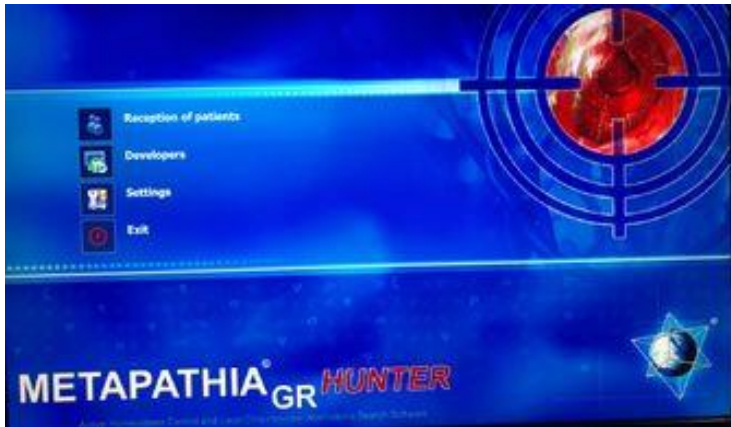 Reception of patients
Developers
Settings
Exit
METAPATHIA© GR HUNTER